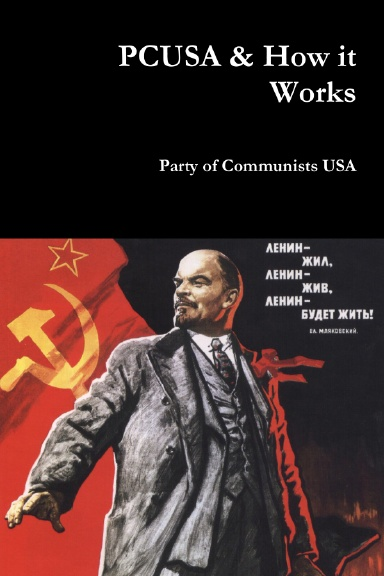 PCUSA & How it
Works
Party of Communists USA
ЛЕНИН–
ЖИЛ,
ЛЕНИН–
ЖИВ,
ЛЕНИН–
БУДЕТ ЖИТЬ!
ВЛ. МАЯКОВСКИЙ.